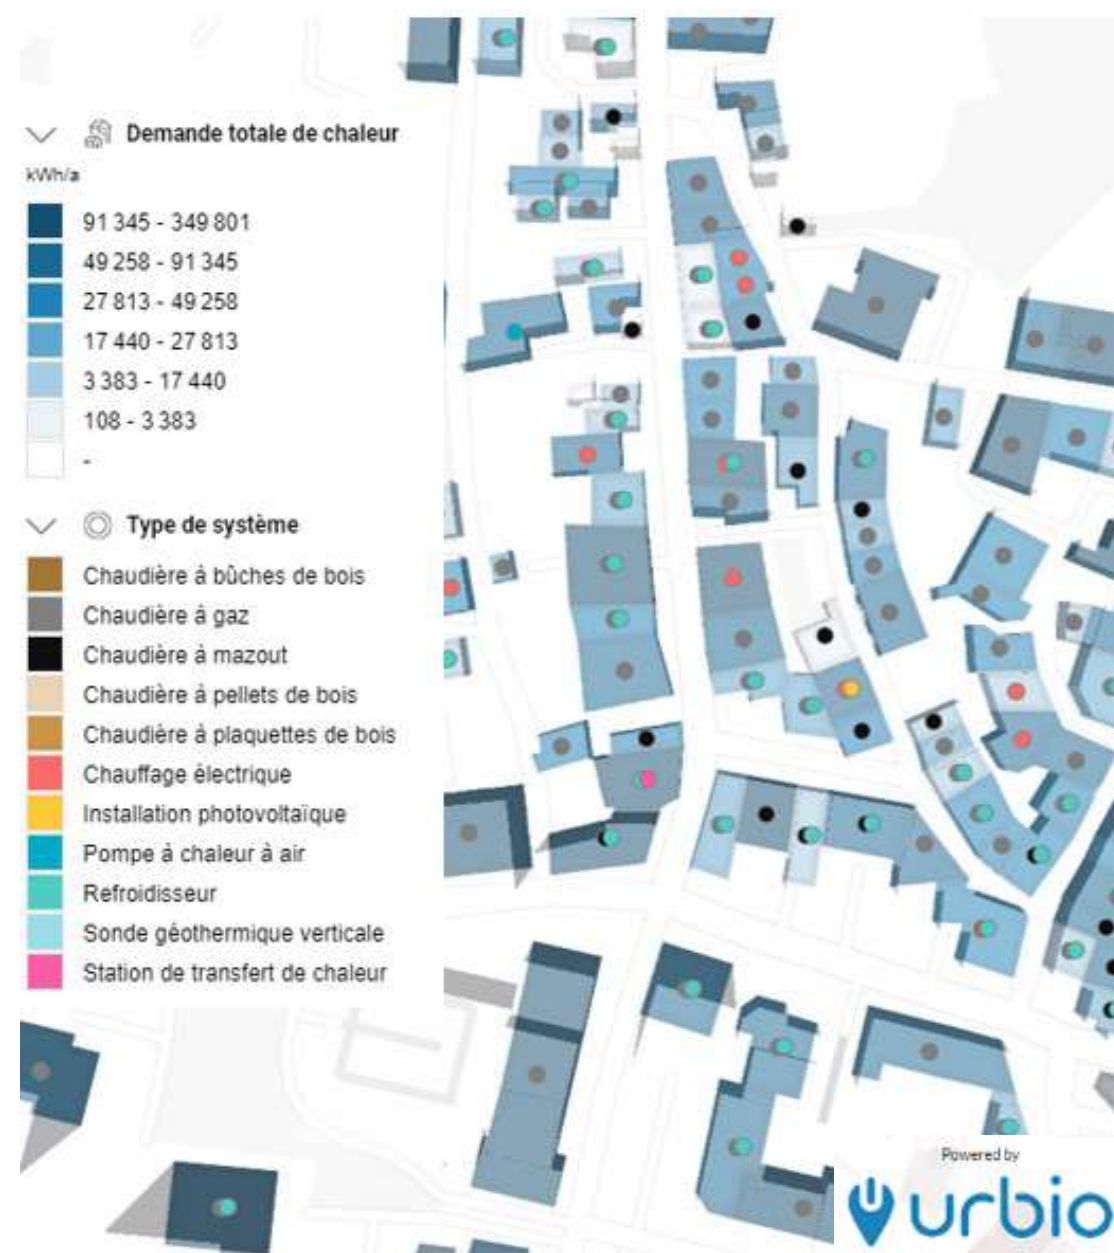 Demande totale de chaleur
kWh/a
91 345 - 349 801
49 258 - 91 345
27 813 - 49 258
17 440 - 27 813
3 383 - 17 440
108 - 3 383
-
Type de système
Chaudière à bûches de bois
Chaudière à gaz
Chaudière à mazout
Chaudière à pellets de bois
Chaudière à plaquettes de bois
Chauffage électrique
Installation photovoltaïque
Pompe à chaleur à air
Refroidisseur
Sonde géothermique verticale
Station de transfert de chaleur
Powered by
urbio